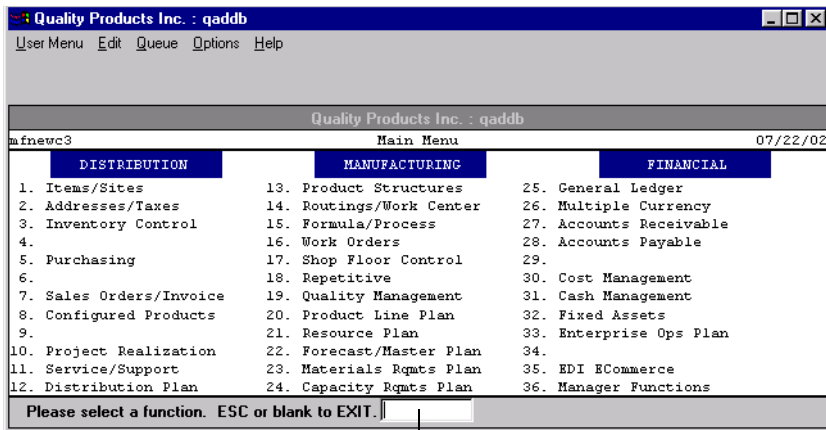 Quality Products Inc. : qaddb
User Menu Edit Queue Options Help
Quality Products Inc. : qaddb
mfnewc3 Main Menu 07/22/02
DISTRIBUTION MANUFACTURING FINANCIAL
1. Items/Sites 13. Product Structures 25. General Ledger
2. Addresses/Taxes 14. Routings/Work Center 26. Multiple Currency
3. Inventory Control 15. Formula/Process 27. Accounts Receivable
4. 16. Work Orders 28. Accounts Payable
5. Purchasing 17. Shop Floor Control 29.
6. 18. Repetitive 30. Cost Management
7. Sales Orders/Invoice 19. Quality Management 31. Cash Management
8. Configured Products 20. Product Line Plan 32. Fixed Assets
9. 21. Resource Plan 33. Enterprise Ops Plan
10. Project Realization 22. Forecast/Master Plan 34.
11. Service/Support 23. Materials Rqmts Plan 35. EDI ECommerce
12. Distribution Plan 24. Capacity Rqmts Plan 36. Manager Functions
Please select a function. ESC or blank to EXIT.